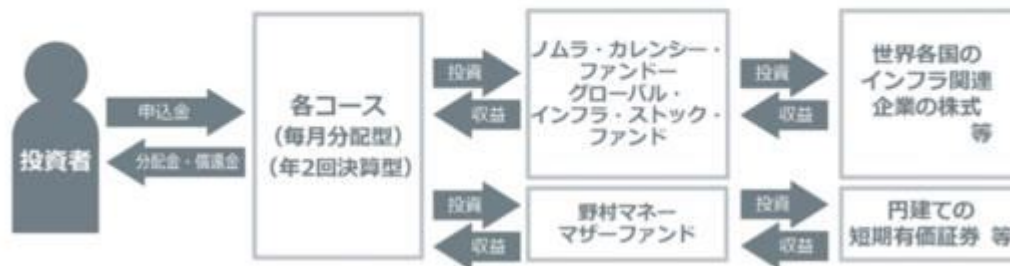 投資者
申込金
分配金・償還金
各コース
（毎月分配型）
（年2回決算型）
投資
収益
ノムラ・カレンシー・
ファンドー
グローバル・
インフラ・ストック・
ファンド
投資
収益
世界各国の
インフラ関連
企業の株式
等
投資
収益
野村マネー
マザーファンド
投資
収益
円建ての
短期有価証券 等